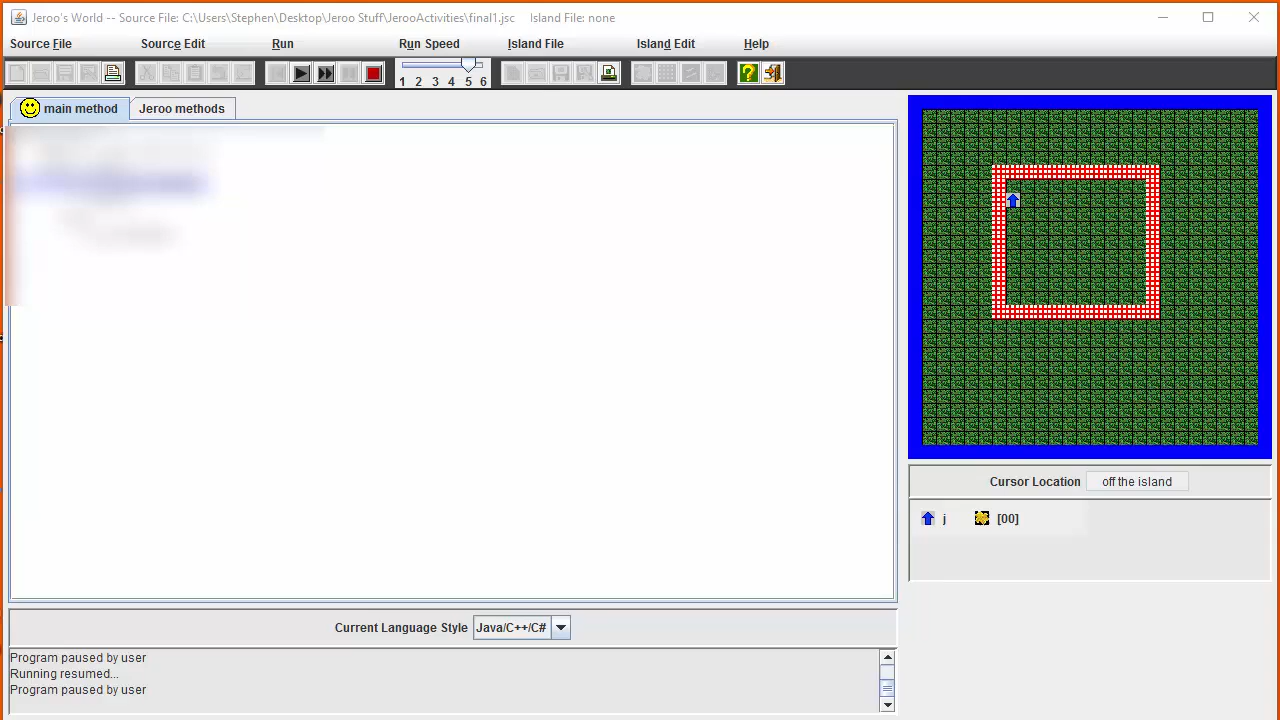 Jeroo's World -- Source File: C:\Users\Stephen\Desktop\Jeroo Stuff\JerooActivities\final1.jsc    Island File: none
Source File    Source Edit    Run    Run Speed    Island File    Island Edit    Help
1 2 3 4 5 6
main method    Jeroo methods
Cursor Location    off the island
j    [00]
Current Language Style    Java/C++/C#
Program paused by user
Running resumed...
Program paused by user